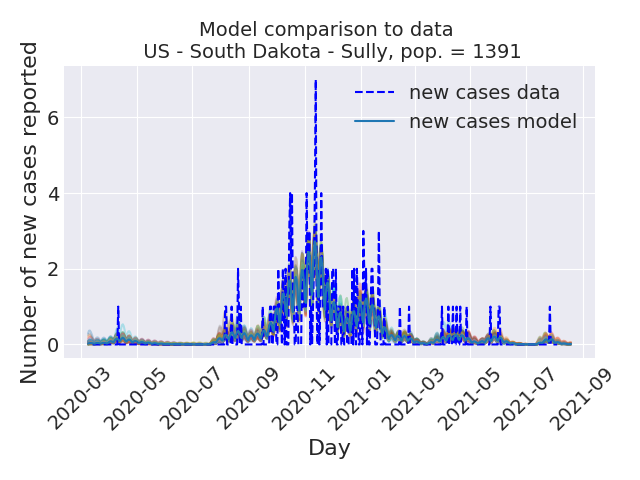 Model comparison to data
US - South Dakota - Sully, pop. = 1391
new cases data
new cases model
Number of new cases reported
6
4
2
0
2020-03
2020-05
2020-07
2020-09
2020-11
2021-01
2021-03
2021-05
2021-07
2021-09
Day